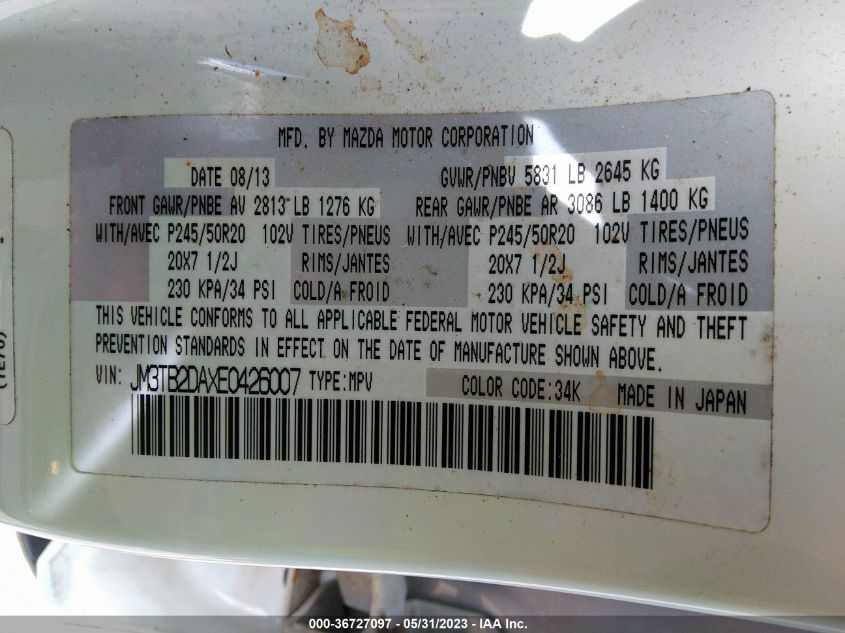 MFD. BY MAZDA MOTOR CORPORATION
DATE 08/13 GVWR/PNBV 5831 LB 2645 KG
FRONT GAWR/PNBE AV 2813 LB 1276 KG REAR GAWR/PNBE AR 3086 LB 1400 KG
WITH/AVEC P245/50R20 102V TIRES/PNEUS WITH/AVEC P245/50R20 102V TIRES/PNEUS
20X7 1/2J RIMS/JANTES 20X7 1/2J RIMS/JANTES
230 KPA/34 PSI COLD/A FROID 230 KPA/34 PSI COLD/A FROID
THIS VEHICLE CONFORMS TO ALL APPLICABLE FEDERAL MOTOR VEHICLE SAFETY AND THEFT
PREVENTION STANDARDS IN EFFECT ON THE DATE OF MANUFACTURE SHOWN ABOVE.
VIN: JM3TB2DAXE0426007 TYPE:MPV COLOR CODE:34K MADE IN JAPAN
(TE70)
000-36727097 - 05/31/2023 - IAA Inc.